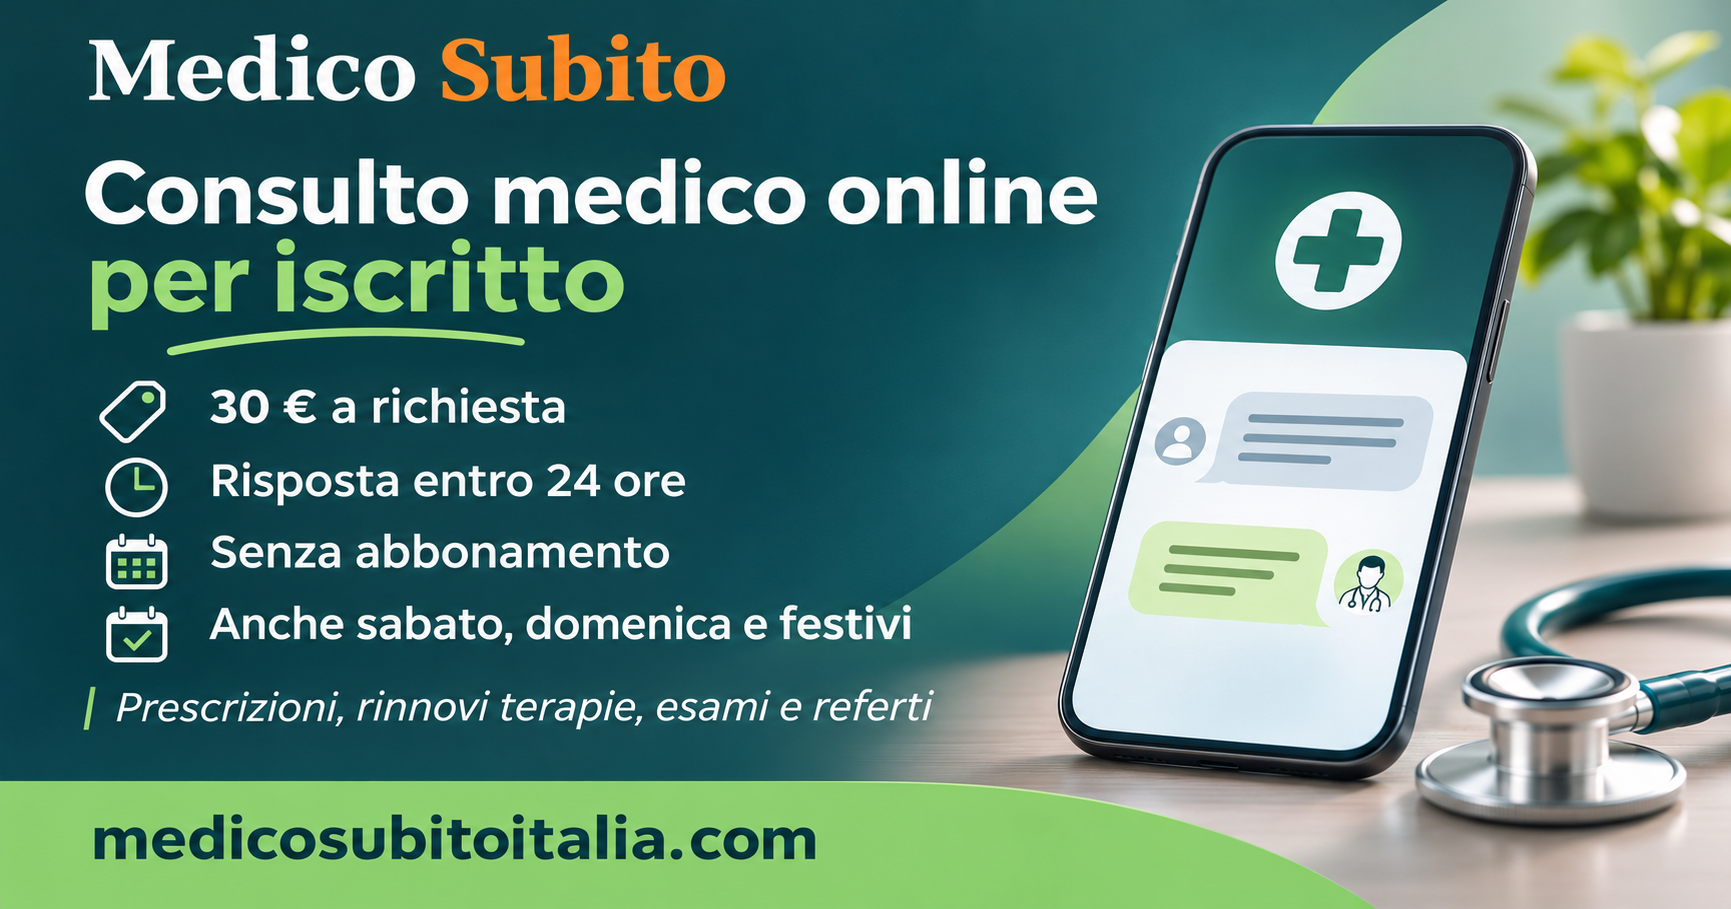 Medico Subito
Consulto medico online
per iscritto
30 € a richiesta
Risposta entro 24 ore
Senza abbonamento
Anche sabato, domenica e festivi
Prescrizioni, rinnovi terapie, esami e referti
medicosubitoitalia.com